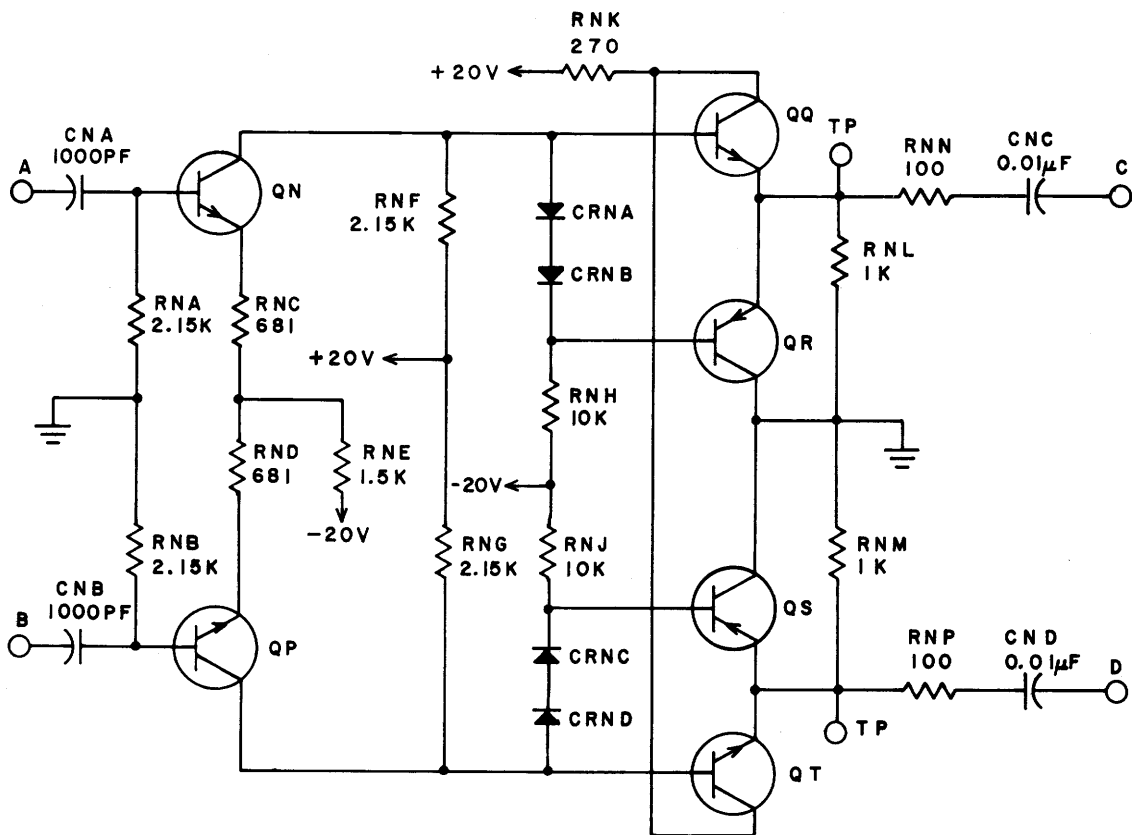 RNK
270
+20V
QQ
TP
CNA
1000PF
A
QN
RNN
100
CNC
0.01µF
C
RNF
2.15K
CRNA
CRNB
RNL
1K
RNA
2.15K
RNC
681
QR
+20V
RNH
10K
RND
681
RNE
1.5K
-20V
-20V
RNB
2.15K
RNG
2.15K
RNJ
10K
RNM
1K
CNB
1000PF
B
QP
QS
CRNC
CRND
RNP
100
CND
0.01µF
D
TP
QT